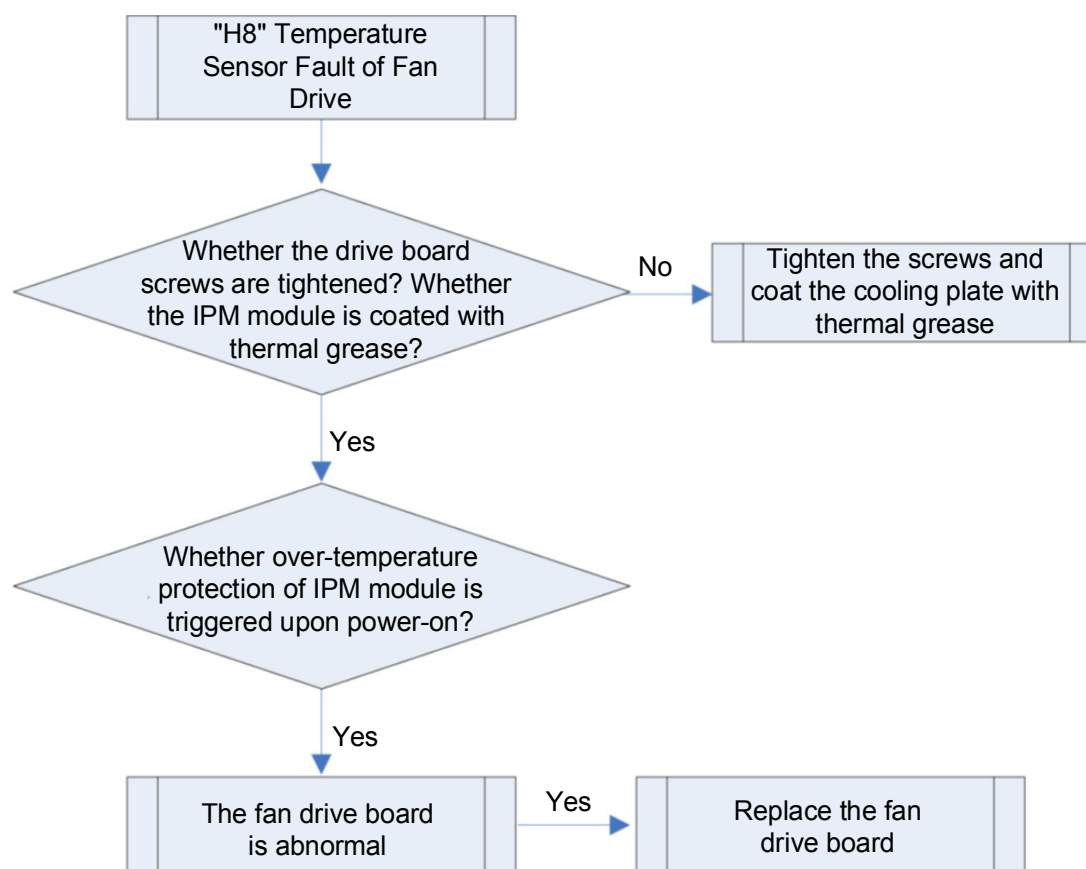 "H8" Temperature
Sensor Fault of Fan
Drive
Whether the drive board
screws are tightened? Whether
the IPM module is coated with
thermal grease?
No
Tighten the screws and
coat the cooling plate with
thermal grease
Yes
Whether over-temperature
protection of IPM module is
triggered upon power-on?
Yes
The fan drive board
is abnormal
Yes
Replace the fan
drive board